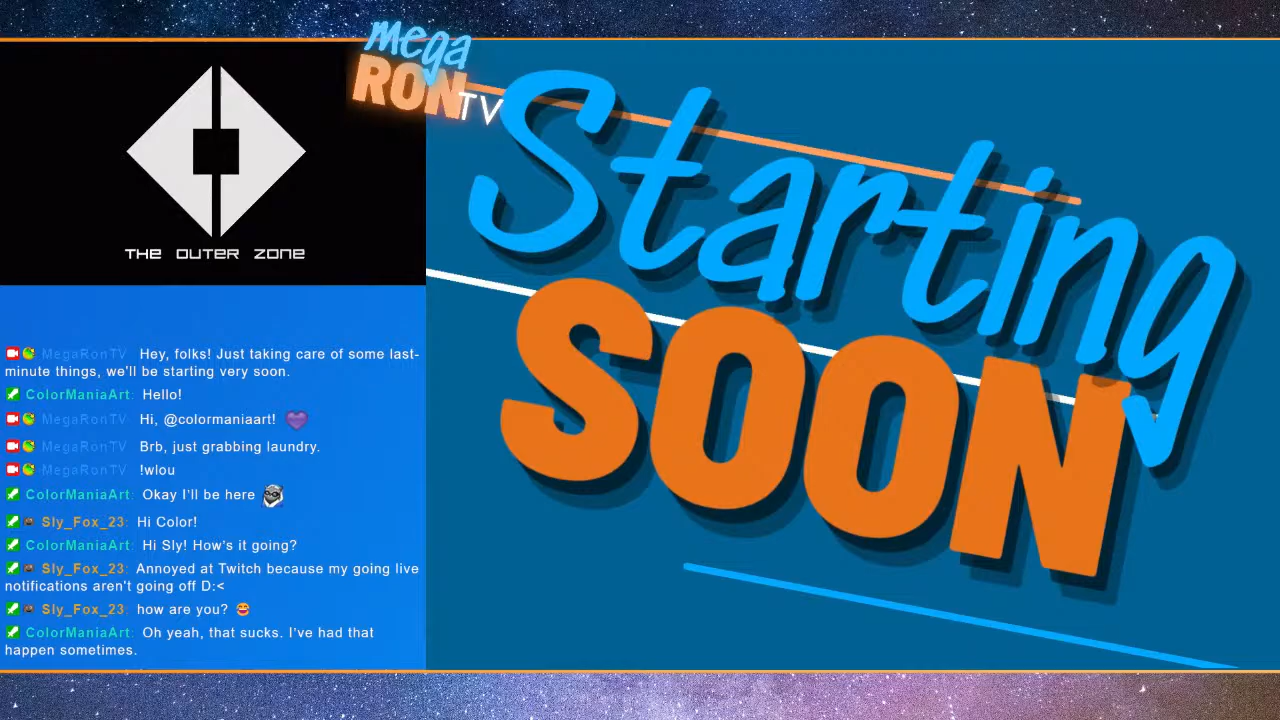 mega
RON TV
Starting
SOON
THE OUTER ZONE
MegaRonTV Hey, folks! Just taking care of some last-
minute things, we'll be starting very soon.
ColorManiaArt: Hello!
MegaRonTV Hi, @colormaniaart!
MegaRonTV Brb, just grabbing laundry.
MegaRonTV !wlou
ColorManiaArt: Okay I'll be here
Sly_Fox_23: Hi Color!
ColorManiaArt: Hi Sly! How's it going?
Sly_Fox_23: Annoyed at Twitch because my going live
notifications aren't going off D:<
Sly_Fox_23: how are you?
ColorManiaArt: Oh yeah, that sucks. I've had that
happen sometimes.